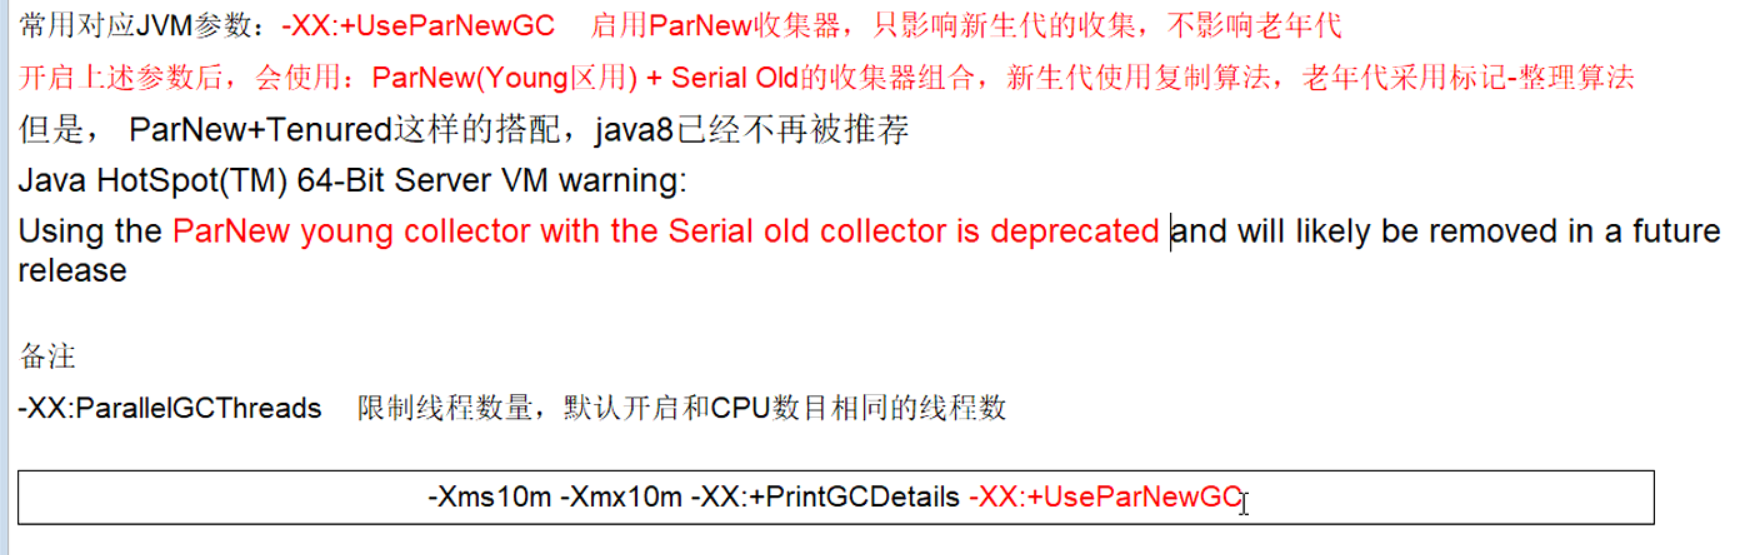 常用对应JVM参数：-XX:+UseParNewGC 启用ParNew收集器，只影响新生代的收集，不影响老年代
开启上述参数后，会使用：ParNew(Young区用) + Serial Old的收集器组合，新生代使用复制算法，老年代采用标记-整理算法
但是， ParNew+Tenured这样的搭配，java8已经不再被推荐
Java HotSpot(TM) 64-Bit Server VM warning:
Using the ParNew young collector with the Serial old collector is deprecated and will likely be removed in a future
release
备注
-XX:ParallelGCThreads 限制线程数量，默认开启和CPU数目相同的线程数
-Xms10m -Xmx10m -XX:+PrintGCDetails -XX:+UseParNewGC